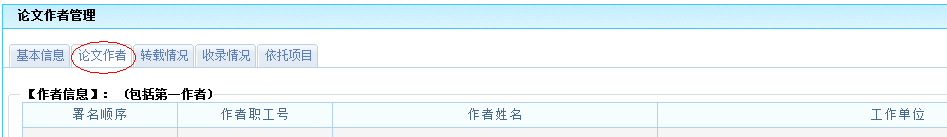 论文作者管理
基本信息 论文作者 转载情况 收录情况 依托项目
【作者信息】：（包括第一作者）
署名顺序 作者职工号 作者姓名 工作单位